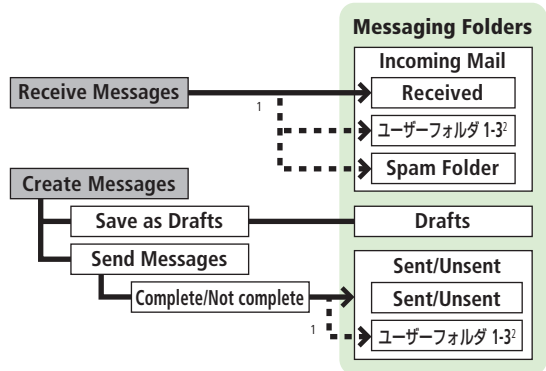 Messaging Folders
Incoming Mail
Receive Messages
Received
1
ユーザーフォルダ 1-3²
Spam Folder
Create Messages
Save as Drafts
Drafts
Send Messages
Sent/Unsent
Complete/Not complete
Sent/Unsent
1
ユーザーフォルダ 1-3²